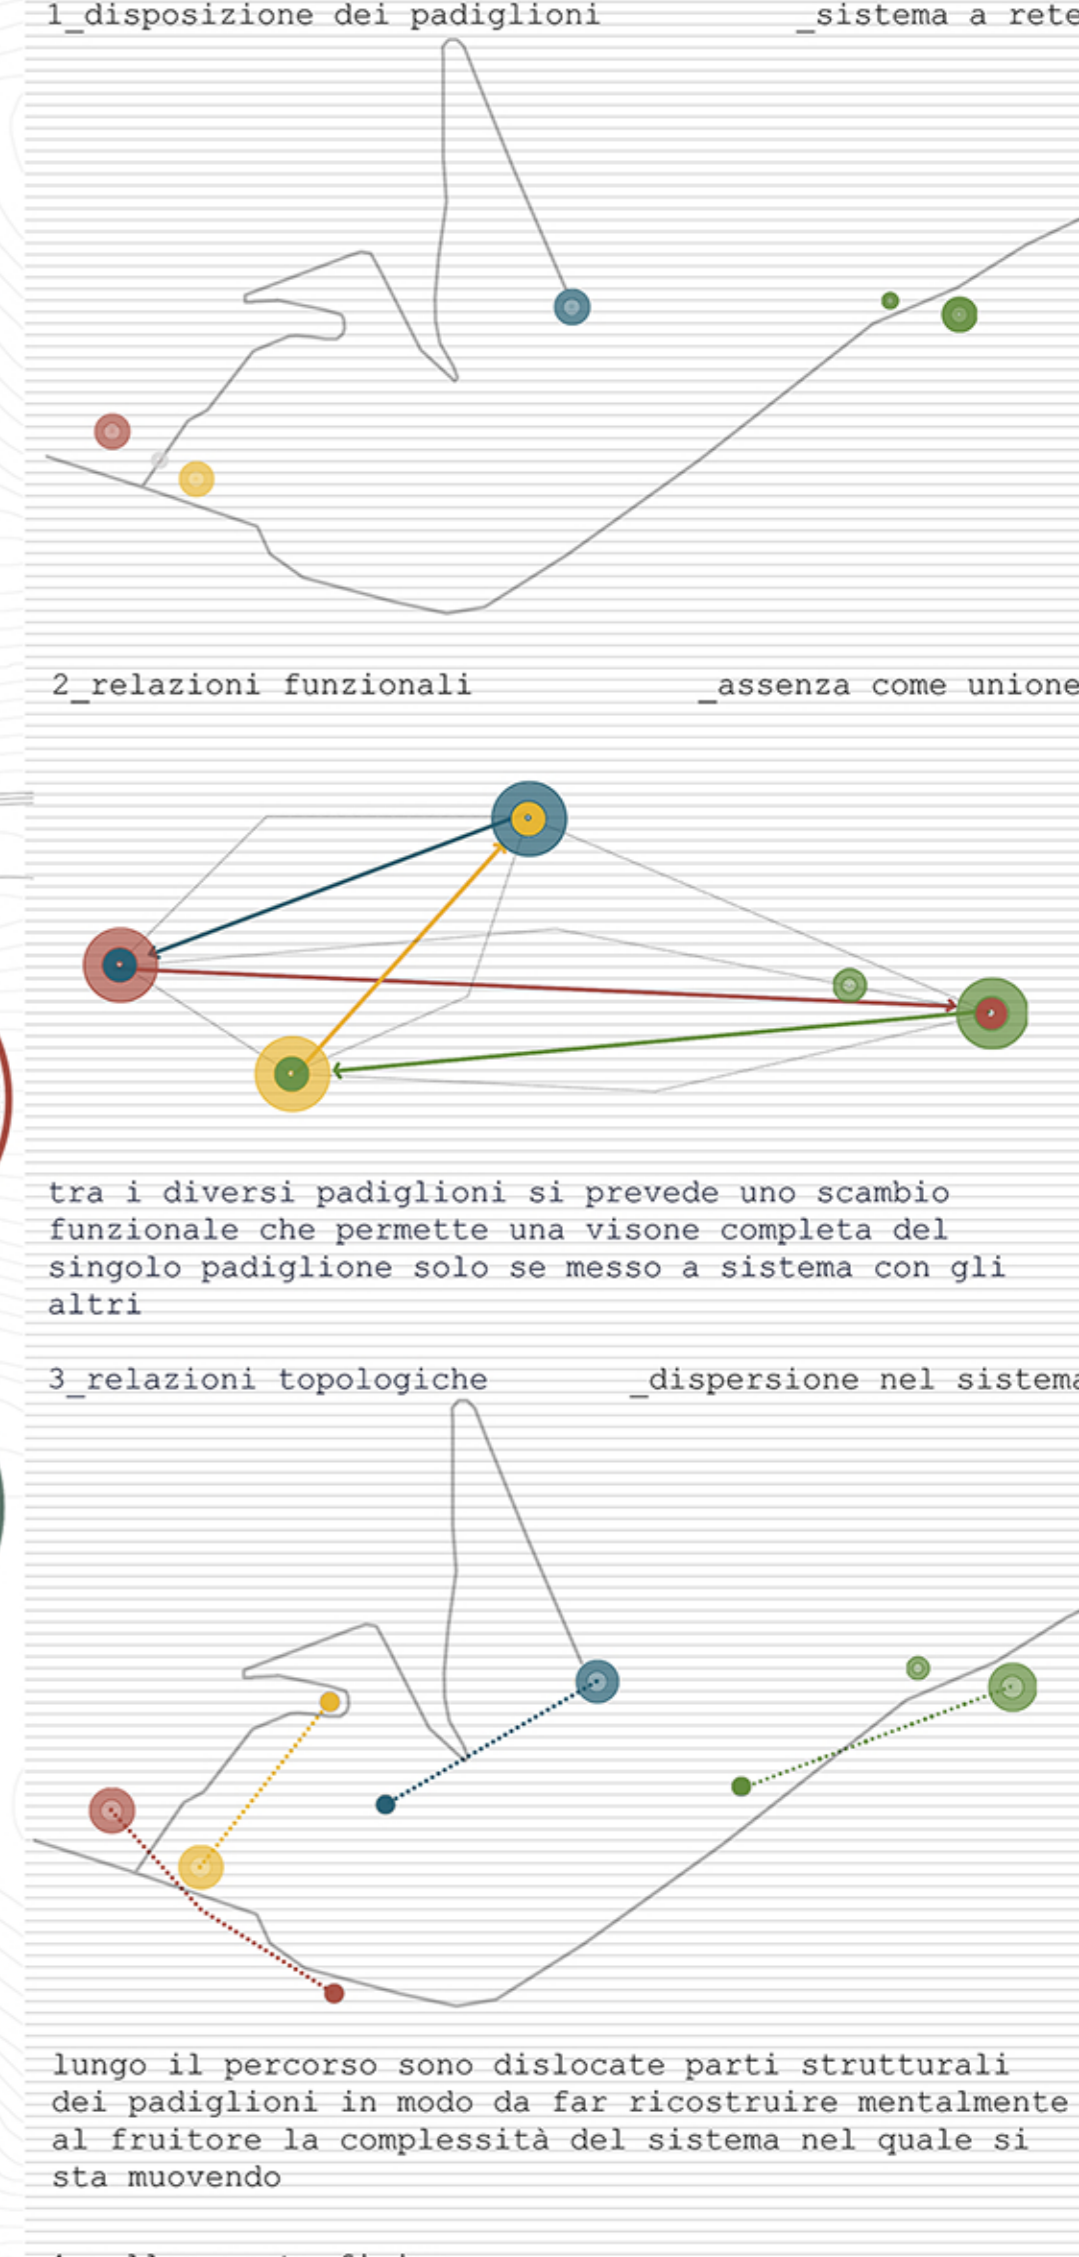 1_disposizione dei padiglioni
_sistema a rete
2_relazioni funzionali
_assenza come unione
tra i diversi padiglioni si prevede uno scambio
funzionale che permette una visone completa del
singolo padiglione solo se messo a sistema con gli
altri
3_relazioni topologiche
_dispersione nel sistema
lungo il percorso sono dislocate parti strutturali
dei padiglioni in modo da far ricostruire mentalmente
al fruitore la complessità del sistema nel quale si
sta muovendo